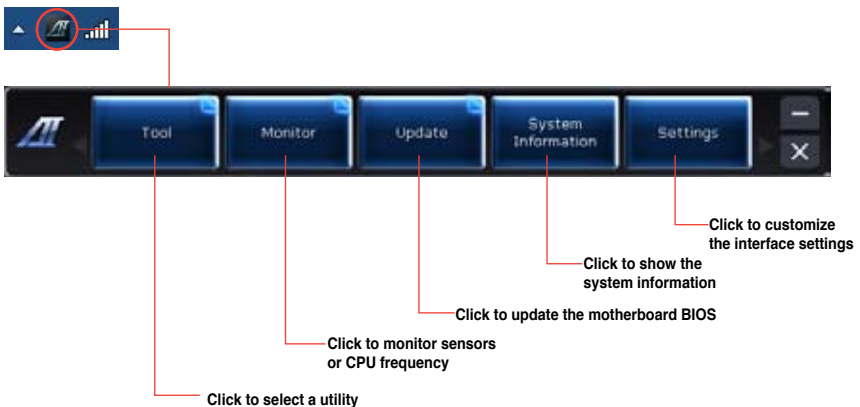 Tool
Monitor
Update
System
Information
Settings
Click to customize
the interface settings
Click to show the
system information
Click to update the motherboard BIOS
Click to monitor sensors
or CPU frequency
Click to select a utility